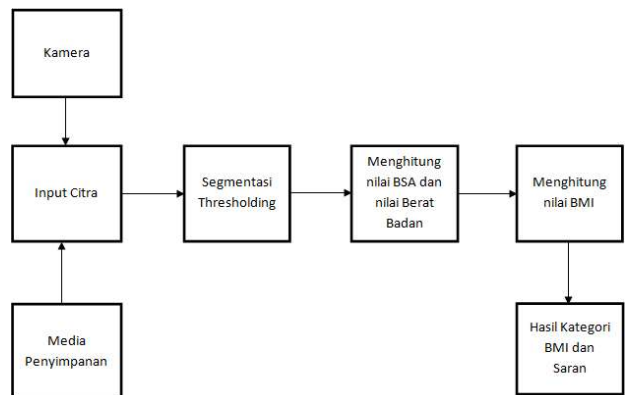 Kamera
Input Citra
Segmentasi
Thresholding
Menghitung
nilai BSA dan
nilai Berat
Badan
Menghitung
nilai BMI
Media
Penyimpanan
Hasil Kategori
BMI dan
Saran